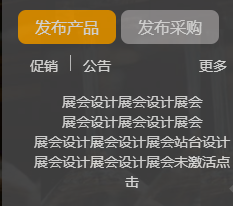 发布产品 发布采购
促销 公告 更多
展会设计展会设计展会
展会设计展会设计展会
展会设计展会设计展会站台设计
展会设计展会设计展会未激活点
击